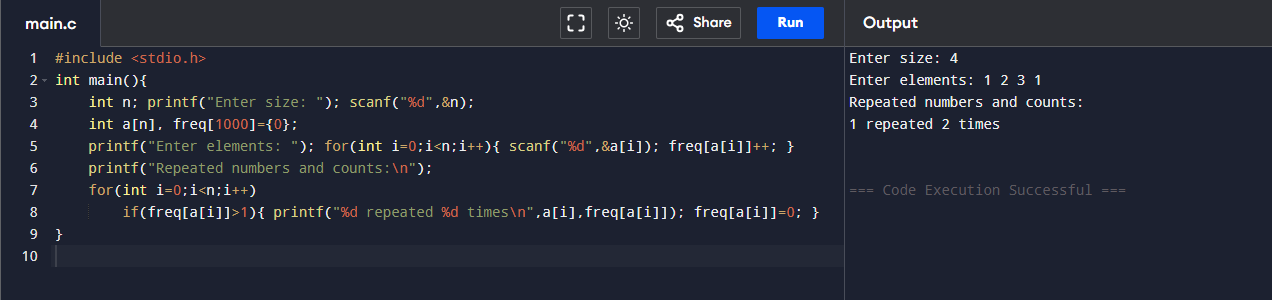 main.c
Share
Run
Output
1 #include <stdio.h>
2 int main(){
3     int n; printf("Enter size: "); scanf("%d",&n);
4     int a[n], freq[1000]={0};
5     printf("Enter elements: "); for(int i=0;i<n;i++){ scanf("%d",&a[i]); freq[a[i]]++; }
6     printf("Repeated numbers and counts:\n");
7     for(int i=0;i<n;i++)
8         if(freq[a[i]]>1){ printf("%d repeated %d times\n",a[i],freq[a[i]]); freq[a[i]]=0; }
9 }
10
Enter size: 4
Enter elements: 1 2 3 1
Repeated numbers and counts:
1 repeated 2 times
=== Code Execution Successful ===